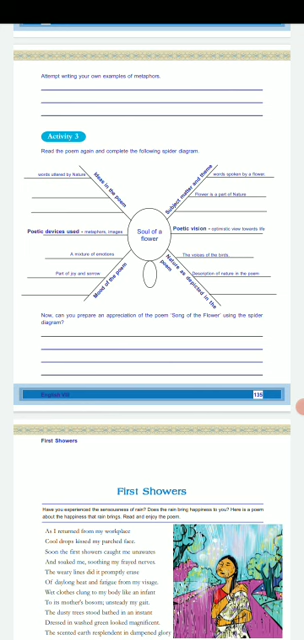 Attempt writing your own examples of metaphors.
Activity 3
Read the poem again and complete the following spider diagram.
words uttered by Nature
Ideas in the poem
Subject matter and theme
words spoken by a flower.
Flower is a part of Nature
Poetic devices used - metaphors, images
Soul of a
flower
Poetic vision - optimistic view towards life
A mixture of emotions
Part of joy and sorrow
Mood of the poem
Nature as depicted in the
poem
The voices of the birds,
Description of nature in the poem
Now, can you prepare an appreciation of the poem 'Song of the Flower' using the spider
diagram?
English VIII
135
First Showers
First Showers
Have you experienced the sensuousness of rain? Does the rain bring happiness to you? Here is a poem
about the happiness that rain brings. Read and enjoy the poem.
As I returned from my workplace
Cool drops kissed my parched face.
Soon the first showers caught me unawares
And soaked me, soothing my frayed nerves.
The weary lines did it promptly erase
Of daylong heat and fatigue from my visage.
Wet clothes clung to my body like an infant
To its mother's bosom; unsteady my gait.
The dusty trees stood bathed in an instant
Dressed in washed green looked magnificent.
The scented earth resplendent in dampened glory